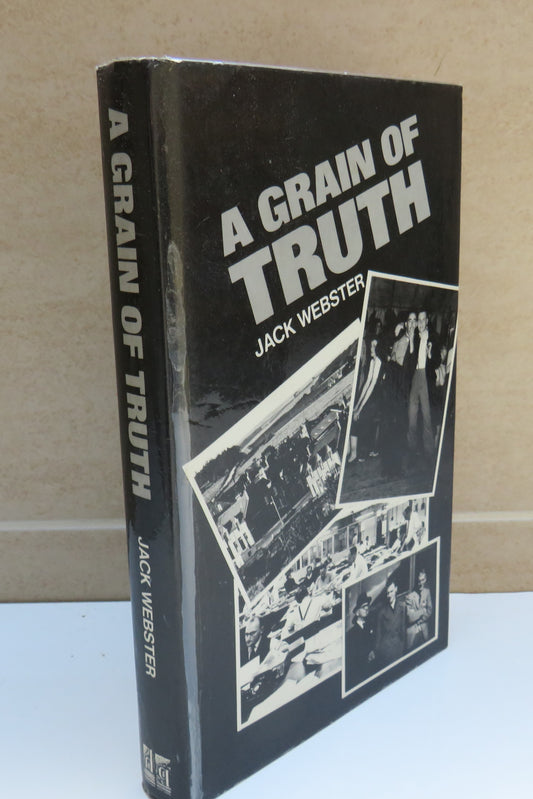 A GRAIN OF TRUTH
JACK WEBSTER
A GRAIN OF
TRUTH
JACK WEBSTER